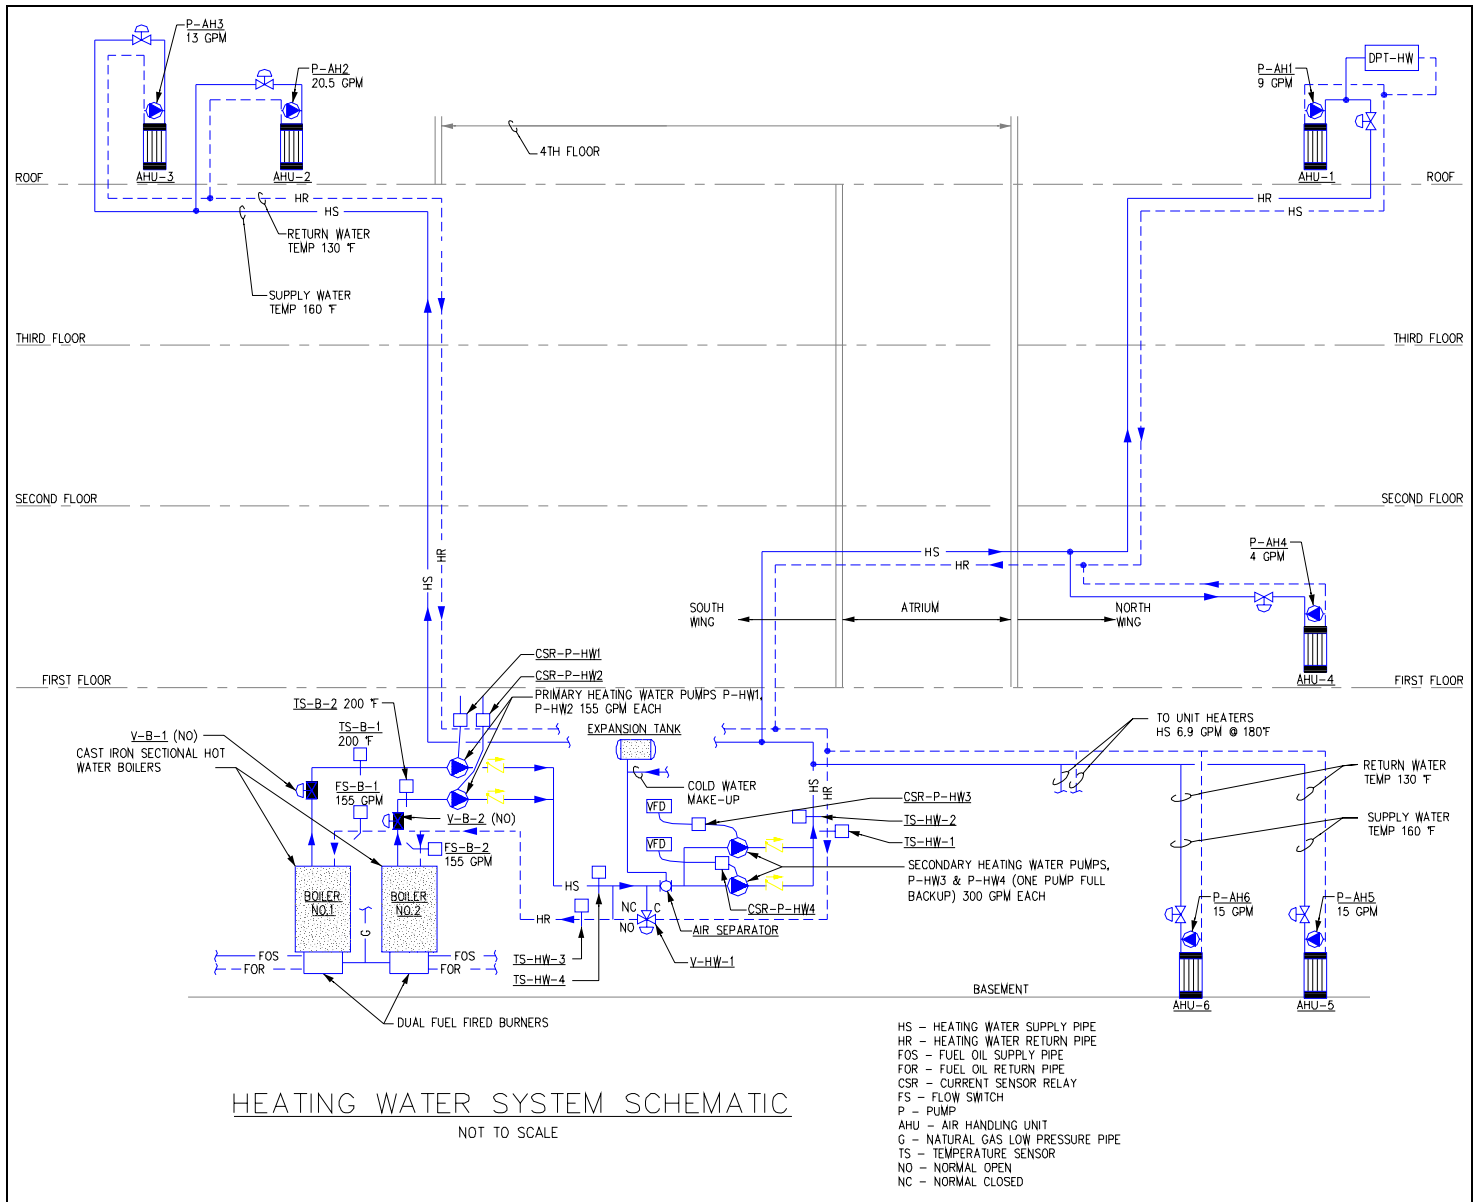 P-AH3
13 GPM
P-AH2
20.5 GPM
P-AH1
9 GPM
DPT-HW
4TH FLOOR
AHU-3
AHU-2
AHU-1
ROOF
ROOF
HR
HS
HR
HS
RETURN WATER
TEMP 130 °F
SUPPLY WATER
TEMP 160 °F
THIRD FLOOR
THIRD FLOOR
SECOND FLOOR
SECOND FLOOR
HS
HR
HS
HR
P-AH4
4 GPM
SOUTH
WING
ATRIUM
NORTH
WING
AHU-4
FIRST FLOOR
FIRST FLOOR
CSR-P-HW1
CSR-P-HW2
PRIMARY HEATING WATER PUMPS P-HW1,
P-HW2 155 GPM EACH
TS-B-2 200 °F
TS-B-1
200 °F
V-B-1 (NO)
CAST IRON SECTIONAL HOT
WATER BOILERS
EXPANSION TANK
COLD WATER
MAKE-UP
TO UNIT HEATERS
HS 6.9 GPM @ 180°F
RETURN WATER
TEMP 130 °F
SUPPLY WATER
TEMP 160 °F
FS-B-1
155 GPM
V-B-2 (NO)
FS-B-2
155 GPM
VFD
VFD
CSR-P-HW3
HS
HR
TS-HW-2
TS-HW-1
SECONDARY HEATING WATER PUMPS,
P-HW3 & P-HW4 (ONE PUMP FULL
BACKUP) 300 GPM EACH
CSR-P-HW4
BOILER
NO.1
BOILER
NO.2
G
HS
HR
NC
C
NO
AIR SEPARATOR
V-HW-1
TS-HW-3
TS-HW-4
FOS
FOR
FOS
FOR
P-AH6
15 GPM
P-AH5
15 GPM
AHU-6
AHU-5
BASEMENT
DUAL FUEL FIRED BURNERS
HS - HEATING WATER SUPPLY PIPE
HR - HEATING WATER RETURN PIPE
FOS - FUEL OIL SUPPLY PIPE
FOR - FUEL OIL RETURN PIPE
CSR - CURRENT SENSOR RELAY
FS - FLOW SWITCH
P - PUMP
AHU - AIR HANDLING UNIT
G - NATURAL GAS LOW PRESSURE PIPE
TS - TEMPERATURE SENSOR
NO - NORMAL OPEN
NC - NORMAL CLOSED
HEATING WATER SYSTEM SCHEMATIC
NOT TO SCALE